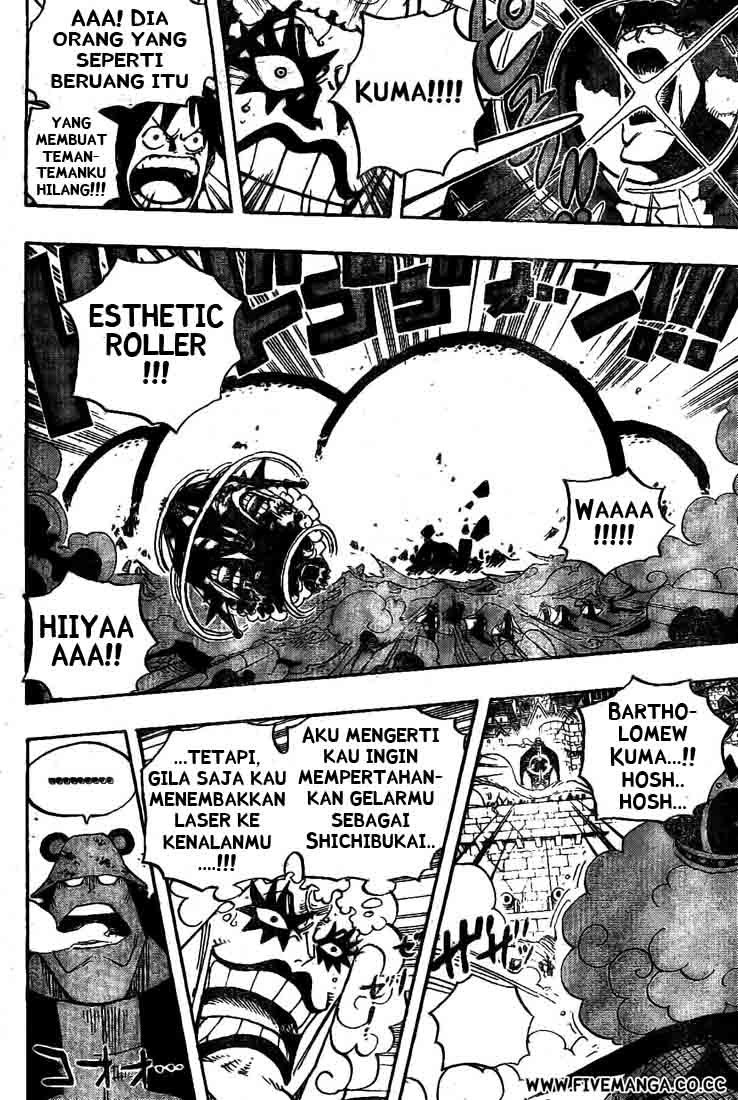 KUMA!!!!
AAA! DIA
ORANG YANG
SEPERTI
BERUANG ITU
YANG
MEMBUAT
TEMAN-
TEMANKU
HILANG!!!
ESTHETIC
ROLLER
!!!
WAAAA
!!!!!
HIIYAA
AAA!!
BARTHO-
LOMEW
KUMA...!!
HOSH..
HOSH..
AKU MENGERTI
KAU INGIN
MEMPERTAHAN-
KAN GELARMU
SEBAGAI
SHICHIBUKAI..
...TETAPI,
GILA SAJA KAU
MENEMBAKKAN
LASER KE
KENALANMU
....!!!
.........
WWW.FIVEMANGA.CO.CC